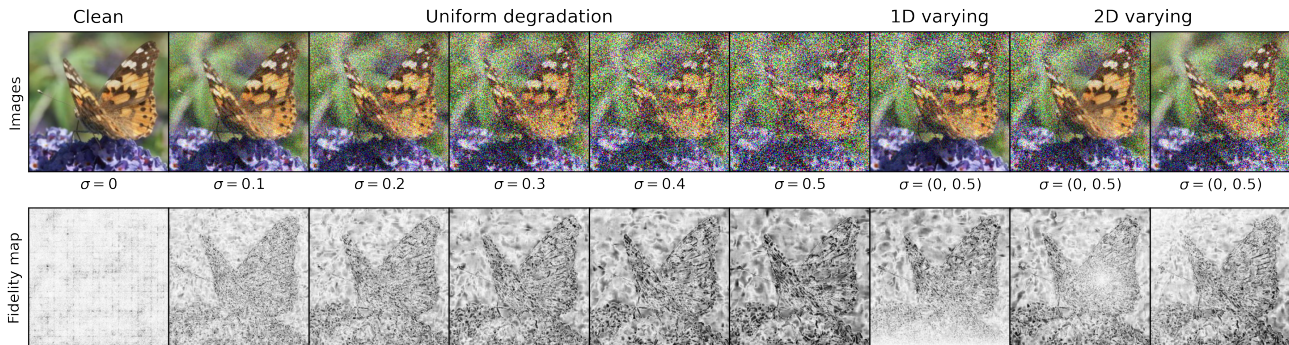 Clean Uniform degradation 1D varying 2D varying
Images
σ = 0 σ = 0.1 σ = 0.2 σ = 0.3 σ = 0.4 σ = 0.5 σ = (0, 0.5) σ = (0, 0.5) σ = (0, 0.5)
Fidelity map